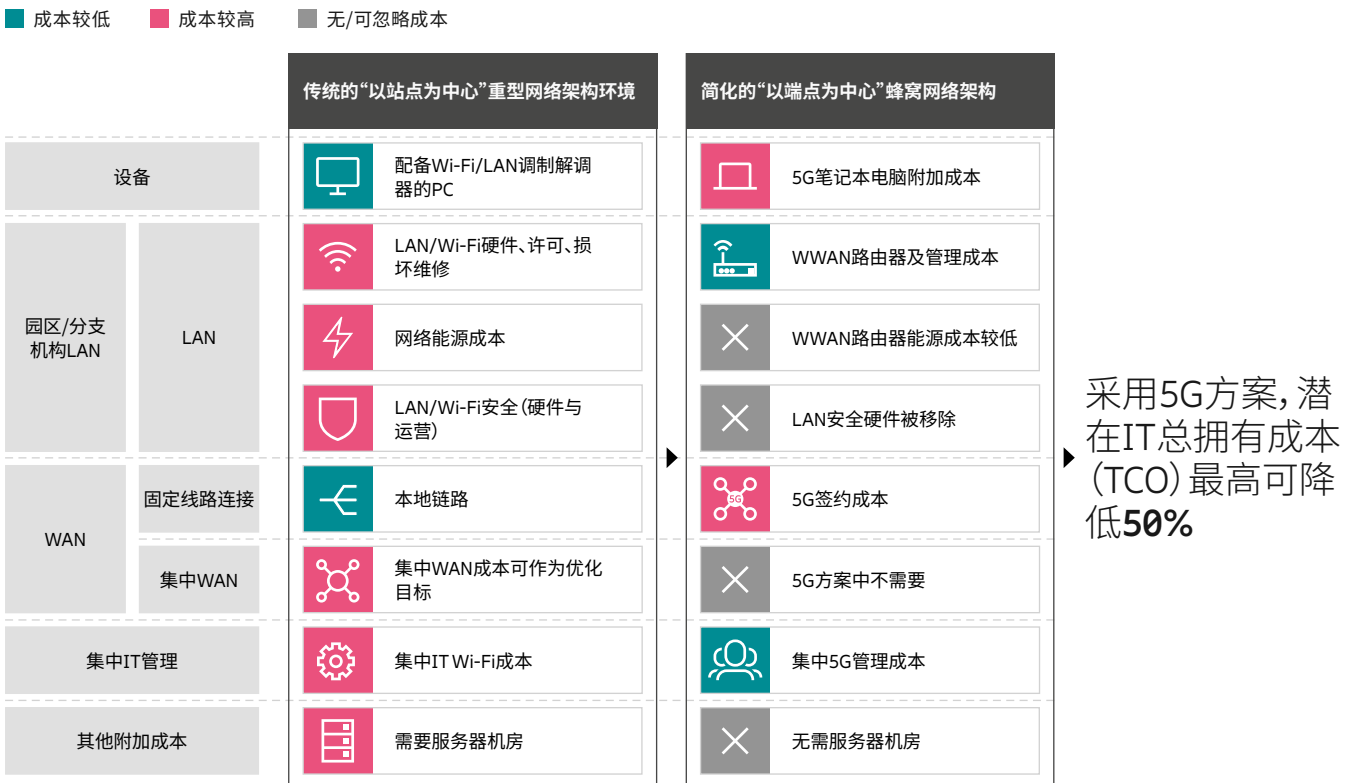 成本较低
成本较高
无/可忽略成本
传统的“以站点为中心”重型网络架构环境
简化的“以端点为中心”蜂窝网络架构
设备
配备Wi-Fi/LAN调制解调
器的PC
5G笔记本电脑附加成本
园区/分支
机构LAN
LAN
LAN/Wi-Fi硬件、许可、损
坏维修
WWAN路由器及管理成本
网络能源成本
WWAN路由器能源成本较低
LAN/Wi-Fi安全（硬件与
运营）
LAN安全硬件被移除
WAN
固定线路连接
本地链路
5G
5G签约成本
集中WAN
集中WAN成本可作为优化
目标
5G方案中不需要
集中IT管理
集中IT Wi-Fi成本
集中5G管理成本
其他附加成本
需要服务器机房
无需服务器机房
采用5G方案，潜
在IT总拥有成本
（TCO）最高可降
低50%